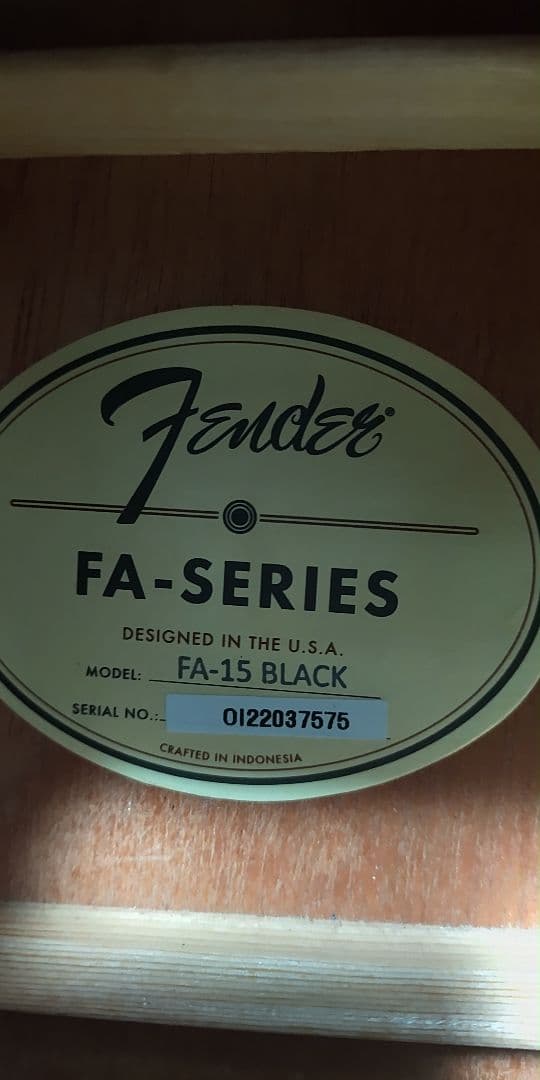 Fender
FA-SERIES
DESIGNED IN THE U.S.A.
MODEL: FA-15 BLACK
SERIAL NO.: OI22037575
CRAFTED IN INDONESIA